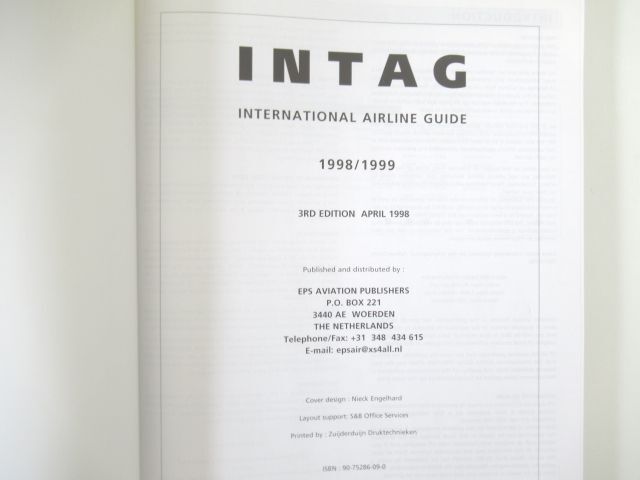 INTAG
INTERNATIONAL AIRLINE GUIDE
1998/1999
3RD EDITION APRIL 1998
Published and distributed by :
EPS AVIATION PUBLISHERS
P.O. BOX 221
3440 AE WOERDEN
THE NETHERLANDS
Telephone/Fax: +31 348 434 615
E-mail: epsair@xs4all.nl
Cover design : Nieck Engelhard
Layout support: S&B Office Services
Printed by : Zuijderduijn Druktechnieken
ISBN : 90-75286-09-0